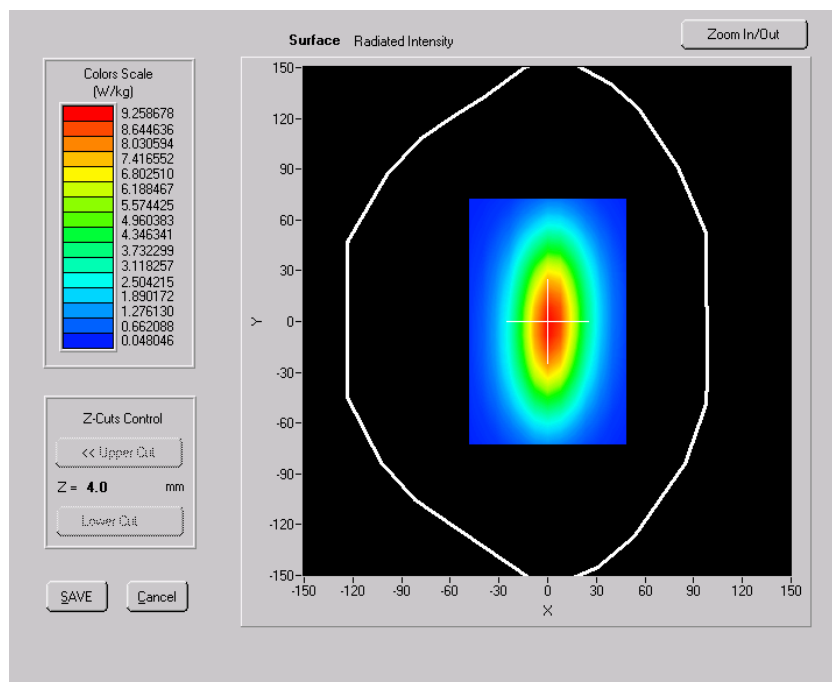 Surface Radiated Intensity
Zoom In/Out
Colors Scale
(W/kg)
9.258678
8.644636
8.030594
7.416552
6.802510
6.188467
5.574425
4.960383
4.346341
3.732299
3.118257
2.504215
1.890172
1.276130
0.662088
0.048046
Z-Cuts Control
<< Upper Cut
Z = 4.0 mm
Lower Cut
SAVE
Cancel
150
120
90
60
30
0
-30
-60
-90
-120
-150
Y
-150 -120 -90 -60 -30 0 30 60 90 120 150
X